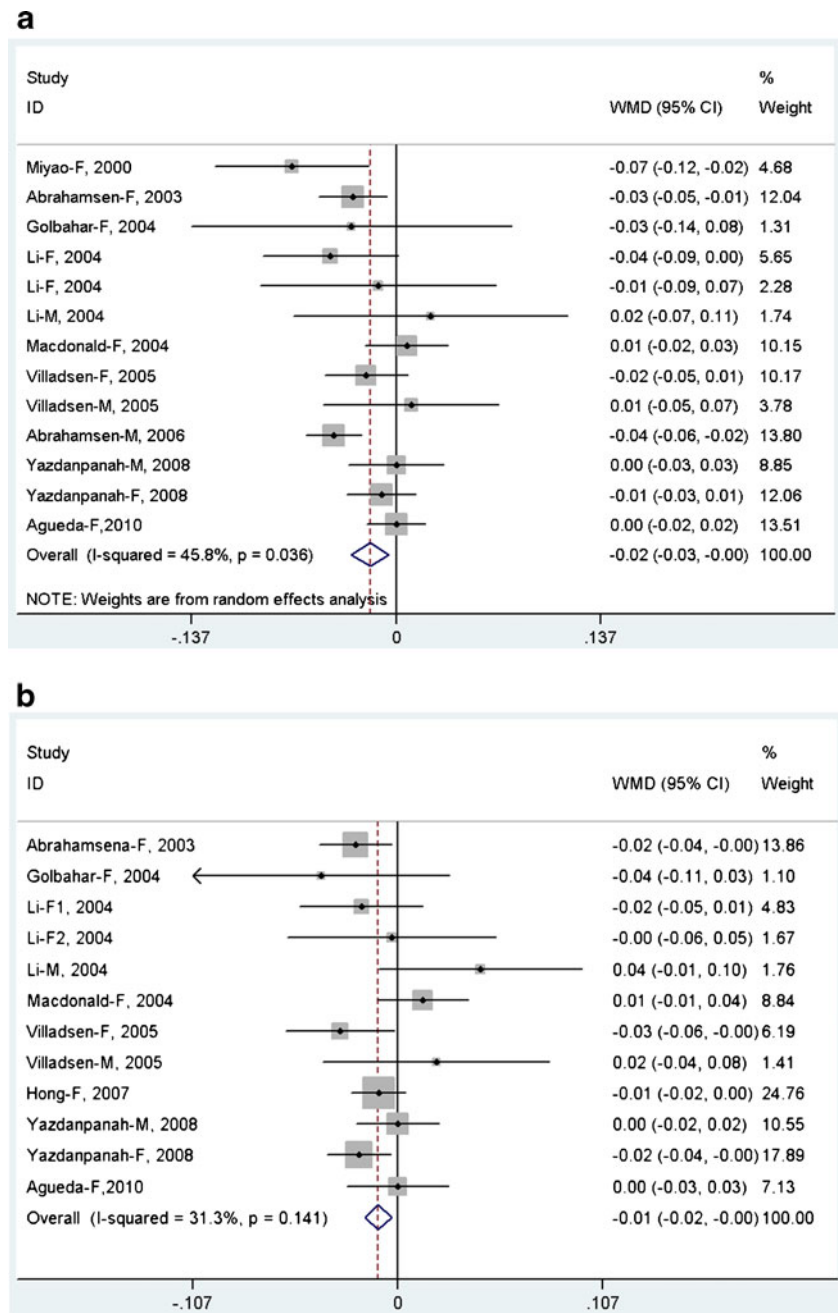 a
Study %
ID WMD (95% CI) Weight
Miyao-F, 2000 -0.07 (-0.12, -0.02) 4.68
Abrahamsen-F, 2003 -0.03 (-0.05, -0.01) 12.04
Golbahar-F, 2004 -0.03 (-0.14, 0.08) 1.31
Li-F, 2004 -0.04 (-0.09, 0.00) 5.65
Li-F, 2004 -0.01 (-0.09, 0.07) 2.28
Li-M, 2004 0.02 (-0.07, 0.11) 1.74
Macdonald-F, 2004 0.01 (-0.02, 0.03) 10.15
Villadsen-F, 2005 -0.02 (-0.05, 0.01) 10.17
Villadsen-M, 2005 0.01 (-0.05, 0.07) 3.78
Abrahamsen-M, 2006 -0.04 (-0.06, -0.02) 13.80
Yazdanpanah-M, 2008 0.00 (-0.03, 0.03) 8.85
Yazdanpanah-F, 2008 -0.01 (-0.03, 0.01) 12.06
Agueda-F,2010 0.00 (-0.02, 0.02) 13.51
Overall (I-squared = 45.8%, p = 0.036) -0.02 (-0.03, -0.00) 100.00
NOTE: Weights are from random effects analysis
-.137 0 .137
b
Study %
ID WMD (95% CI) Weight
Abrahamsena-F, 2003 -0.02 (-0.04, -0.00) 13.86
Golbahar-F, 2004 -0.04 (-0.11, 0.03) 1.10
Li-F1, 2004 -0.02 (-0.05, 0.01) 4.83
Li-F2, 2004 -0.00 (-0.06, 0.05) 1.67
Li-M, 2004 0.04 (-0.01, 0.10) 1.76
Macdonald-F, 2004 0.01 (-0.01, 0.04) 8.84
Villadsen-F, 2005 -0.03 (-0.06, -0.00) 6.19
Villadsen-M, 2005 0.02 (-0.04, 0.08) 1.41
Hong-F, 2007 -0.01 (-0.02, 0.00) 24.76
Yazdanpanah-M, 2008 0.00 (-0.02, 0.02) 10.55
Yazdanpanah-F, 2008 -0.02 (-0.04, -0.00) 17.89
Agueda-F,2010 0.00 (-0.03, 0.03) 7.13
Overall (I-squared = 31.3%, p = 0.141) -0.01 (-0.02, -0.00) 100.00
-.107 0 .107